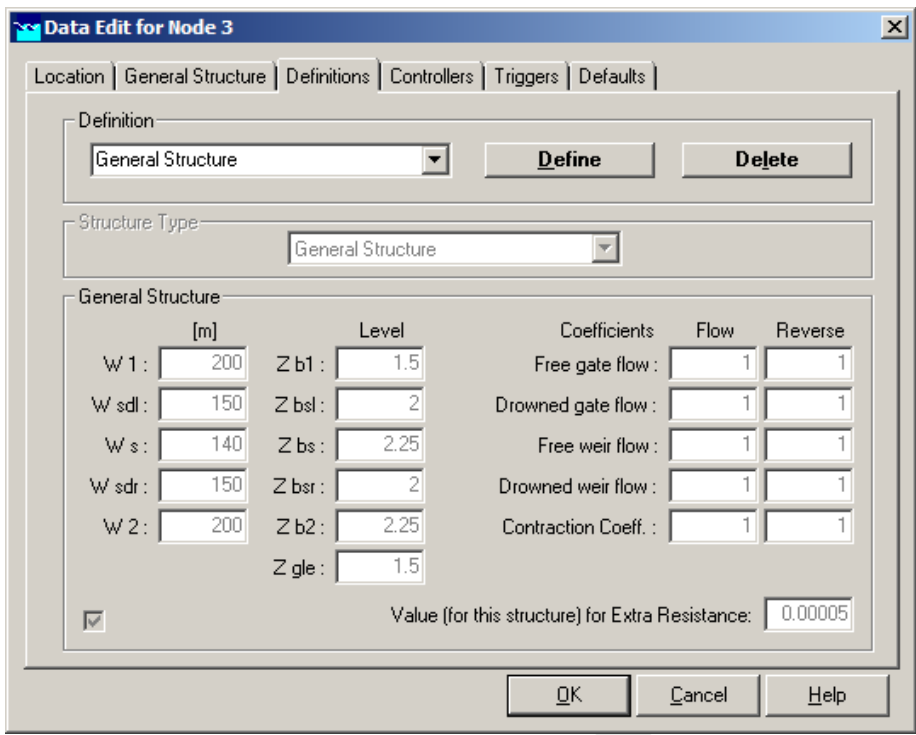 Data Edit for Node 3
Location General Structure Definitions Controllers Triggers Defaults
Definition
General Structure Define Delete
Structure Type
General Structure
General Structure
[m] Level Coefficients Flow Reverse
W 1 : 200 Z b1 : 1.5 Free gate flow : 1 1
W sdl : 150 Z bsl : 2 Drowned gate flow : 1 1
W s : 140 Z bs : 2.25 Free weir flow : 1 1
W sdr : 150 Z bsr : 2 Drowned weir flow : 1 1
W 2 : 200 Z b2 : 2.25 Contraction Coeff. : 1 1
Z gle : 1.5
Value (for this structure) for Extra Resistance: 0.00005
OK Cancel Help